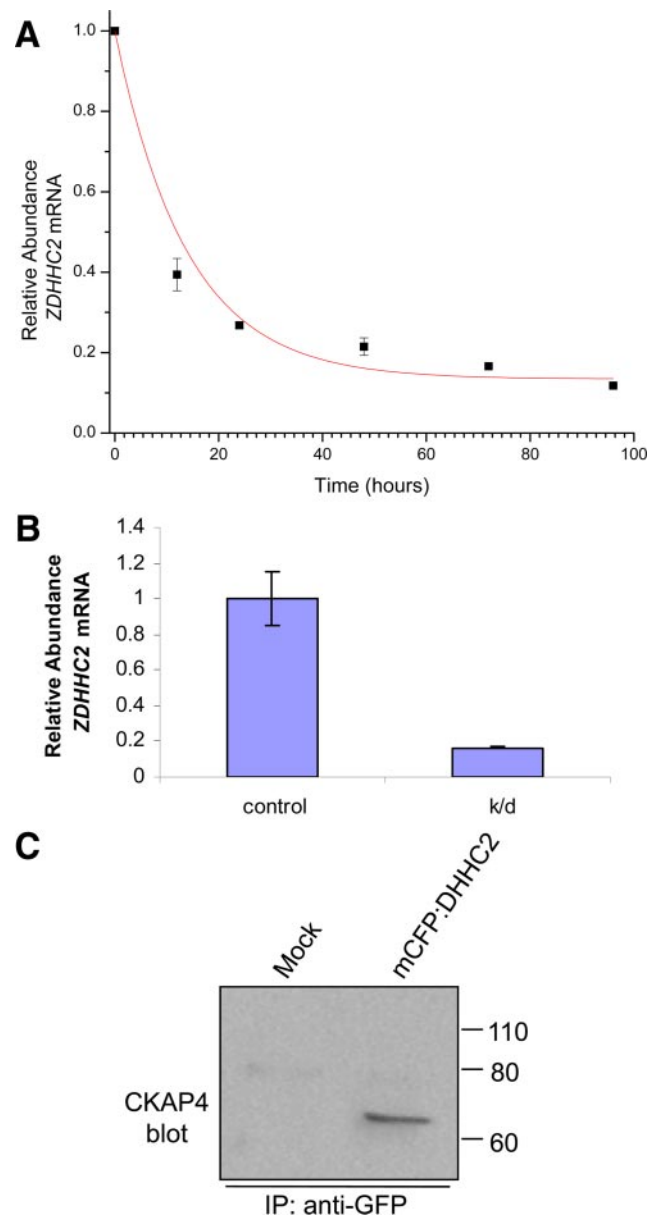 A
1.0
0.8
0.6
0.4
0.2
0.0
Relative Abundance
ZDHHC2 mRNA
0
20
40
60
80
100
Time (hours)
B
1.4
1.2
1
0.8
0.6
0.4
0.2
0
Relative Abundance
ZDHHC2 mRNA
control
k/d
C
Mock
mCFP:DHHC2
110
80
60
CKAP4
blot
IP: anti-GFP